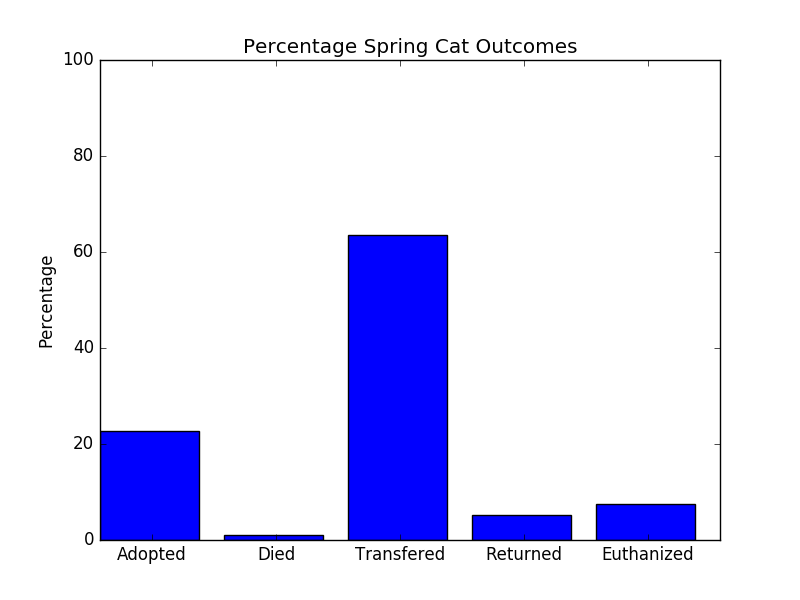 Percentage Spring Cat Outcomes
100
80
60
40
20
0
Percentage
Adopted Died Transfered Returned Euthanized